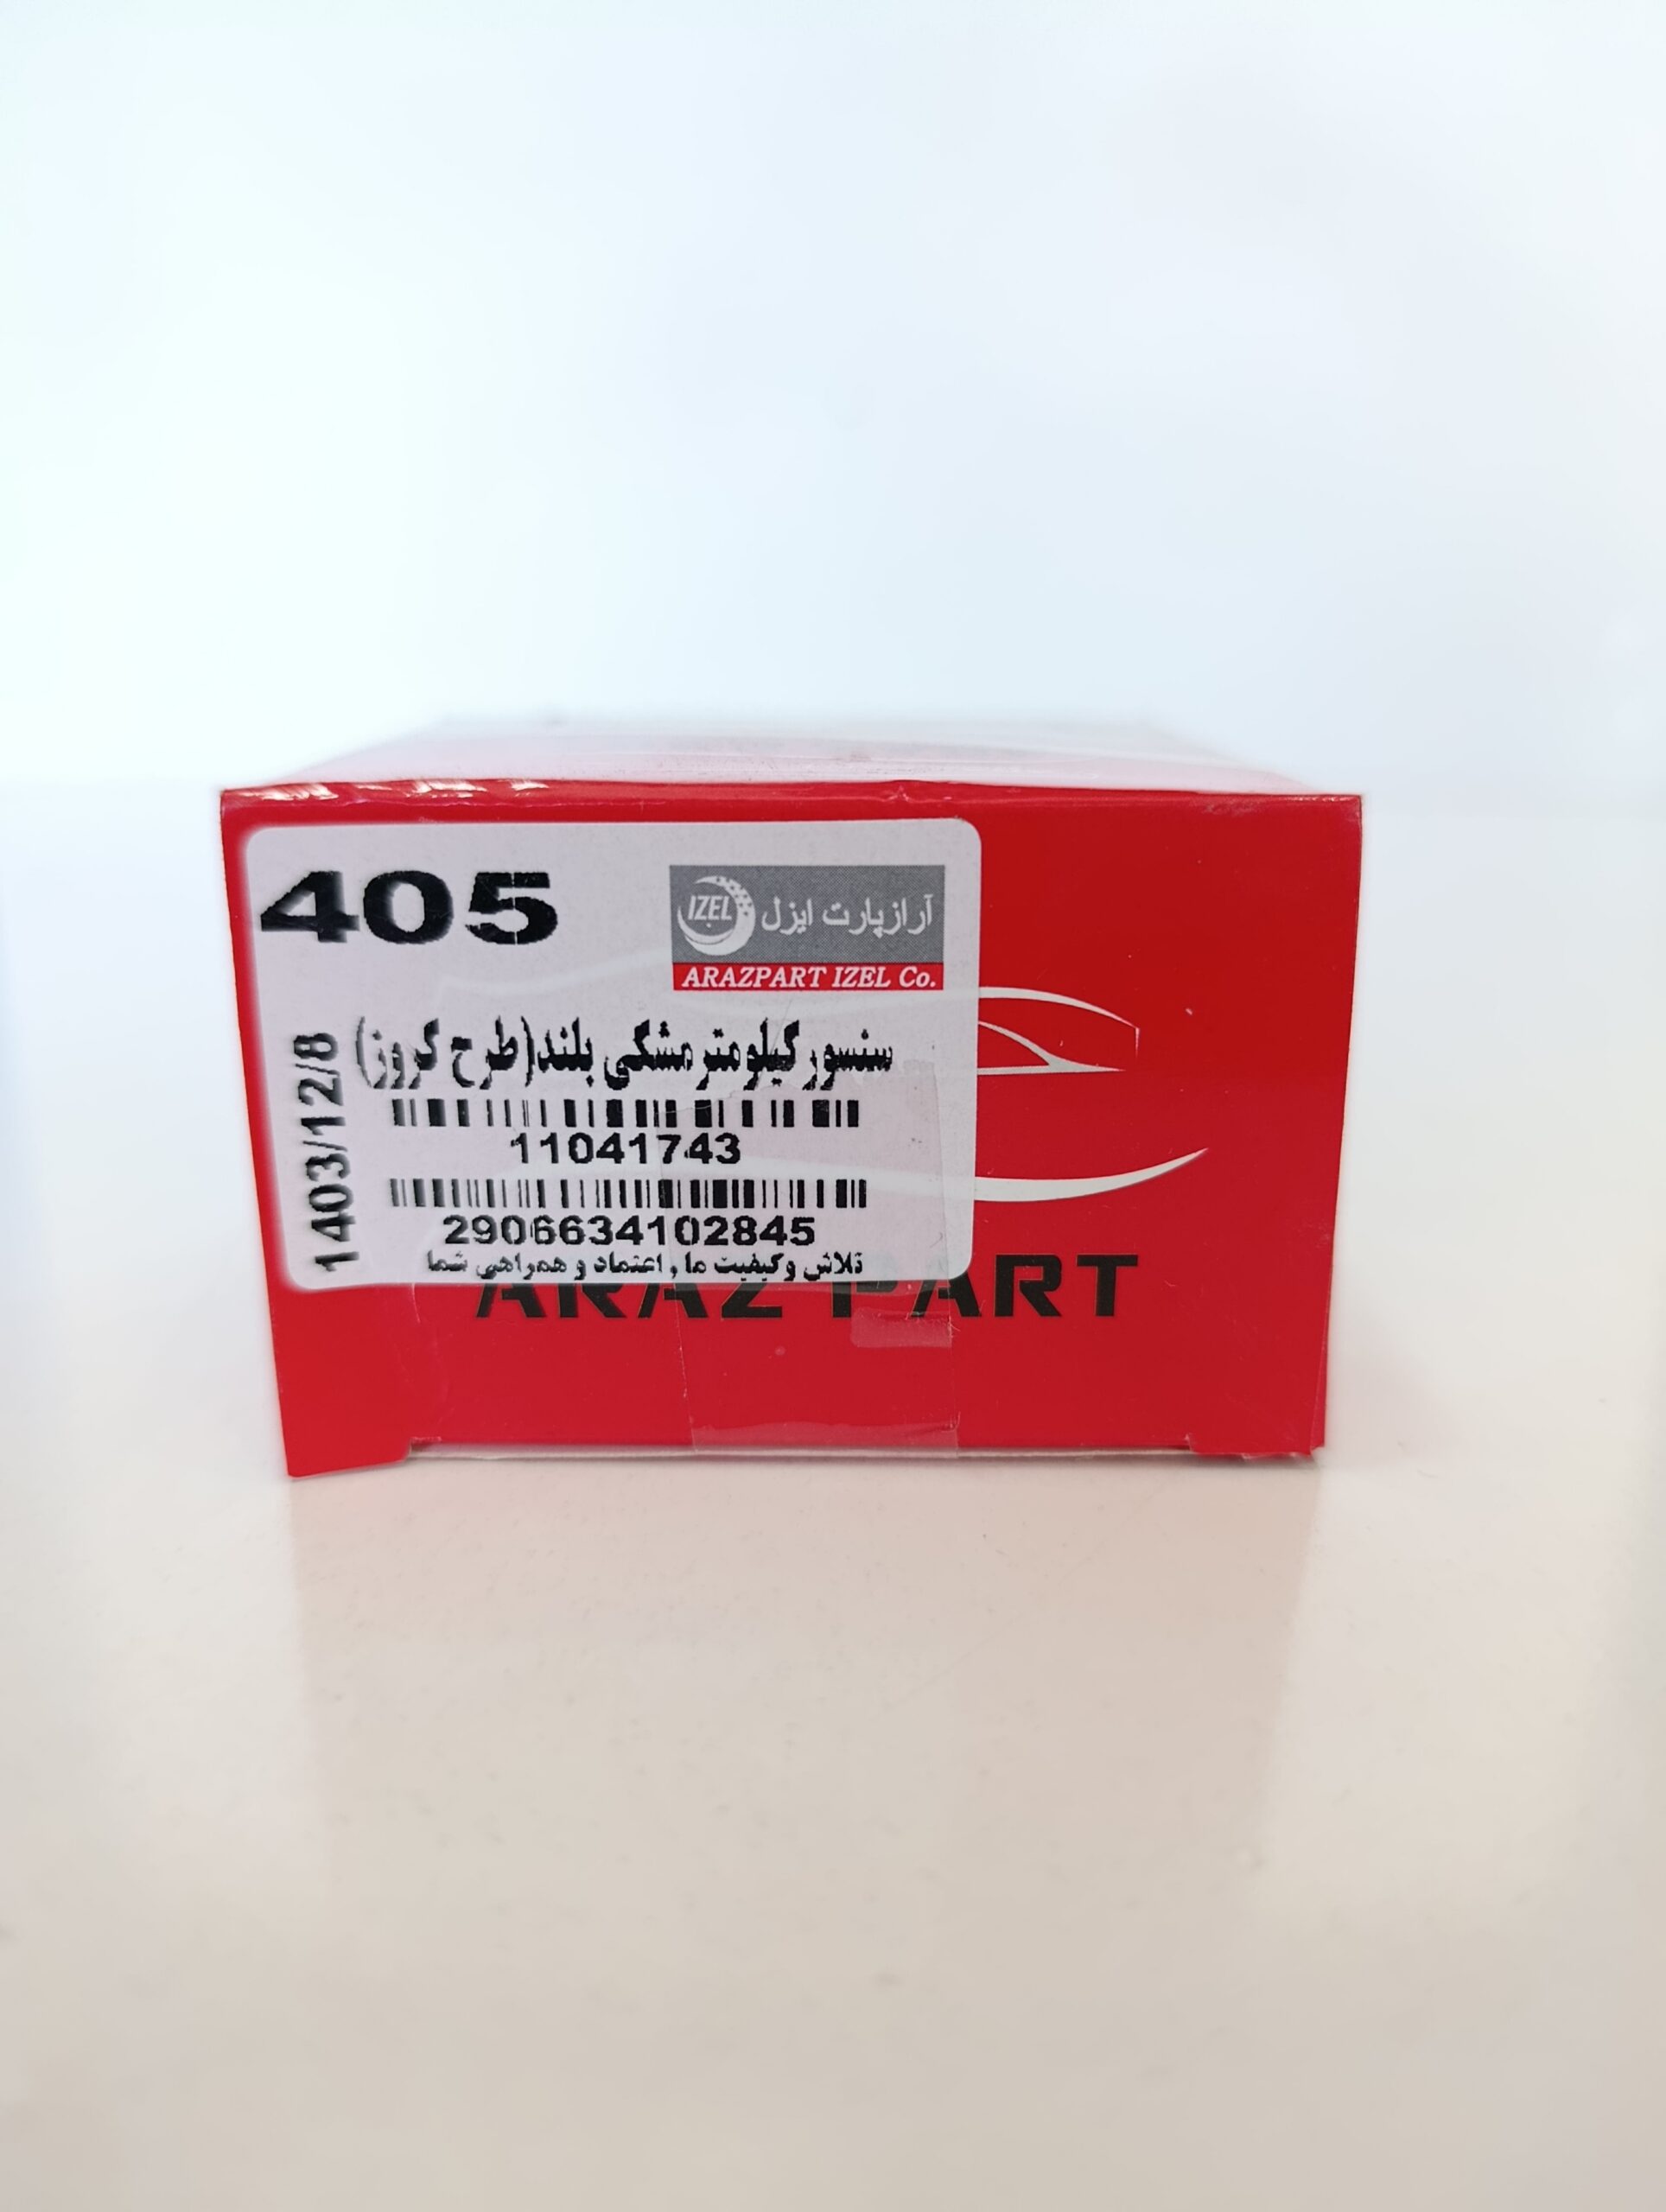 405
IZEL
آرازپارت ایزل
ARAZPART IZEL Co.
سنسور کیلومتر مشکی بلند(طرح کروز)
1403/12/8
11041743
2906634102845
تلاش وکیفیت ما , اعتماد و همراهی شما
ARAZ PART